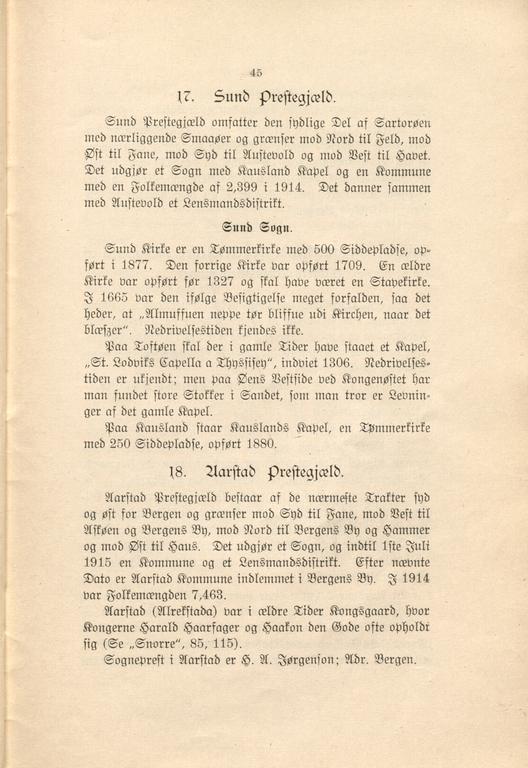 45
17. Sund Prestegjæld.
Sund Prestegjæld omfatter den sydlige Del af Sartorøen
med nærliggende Smaaøer og grænser mod Nord til Feld, mod
Øst til Fane, mod Syd til Austevold og mod Vest til Havet.
Det udgjør et Sogn med Kausland Kapel og en Kommune
med en Folkemængde af 2,399 i 1914. Det danner sammen
med Austevold et Lensmandsdistrikt.
Sund Sogn.
Sund Kirke er en Tømmerkirke med 500 Siddepladse, op-
ført i 1877. Den forrige Kirke var opført 1709. En ældre
Kirke var opført før 1327 og skal have været en Stavekirke.
I 1665 var den ifølge Besigtigelse meget forfalden, saa det
heder, at „Almuffuen neppe tør bliffue udi Kirchen, naar det
blæszer“. Nedrivelsestiden kjendes ikke.
Paa Toftøen skal der i gamle Tider have staaet et Kapel,
„St. Lodviks Capella a Thyssisey“, indviet 1306. Nedrivelses-
tiden er ukjendt; men paa Øens Vestside ved Kongenøstet har
man fundet store Stokker i Sandet, som man tror er Levnin-
ger af det gamle Kapel.
Paa Kausland staar Kauslands Kapel, en Tømmerkirke
med 250 Siddepladse, opført 1880.
18. Aarstad Prestegjæld.
Aarstad Prestegjæld bestaar af de nærmeste Trakter syd
og øst for Bergen og grænser mod Syd til Fane, mod Vest til
Askøen og Bergens By, mod Nord til Bergens By og Hammer
og mod Øst til Haus. Det udgjør et Sogn, og indtil 1ste Juli
1915 en Kommune og et Lensmandsdistrikt. Efter nævnte
Dato er Aarstad Kommune indlemmet i Bergens By. I 1914
var Folkemængden 7,463.
Aarstad (Alrekstada) var i ældre Tider Kongsgaard, hvor
Kongerne Harald Haarfager og Haakon den Gode ofte opholdt
sig (Se „Snorre“, 85, 115).
Sogneprest i Aarstad er H. A. Jørgenson; Adr. Bergen.